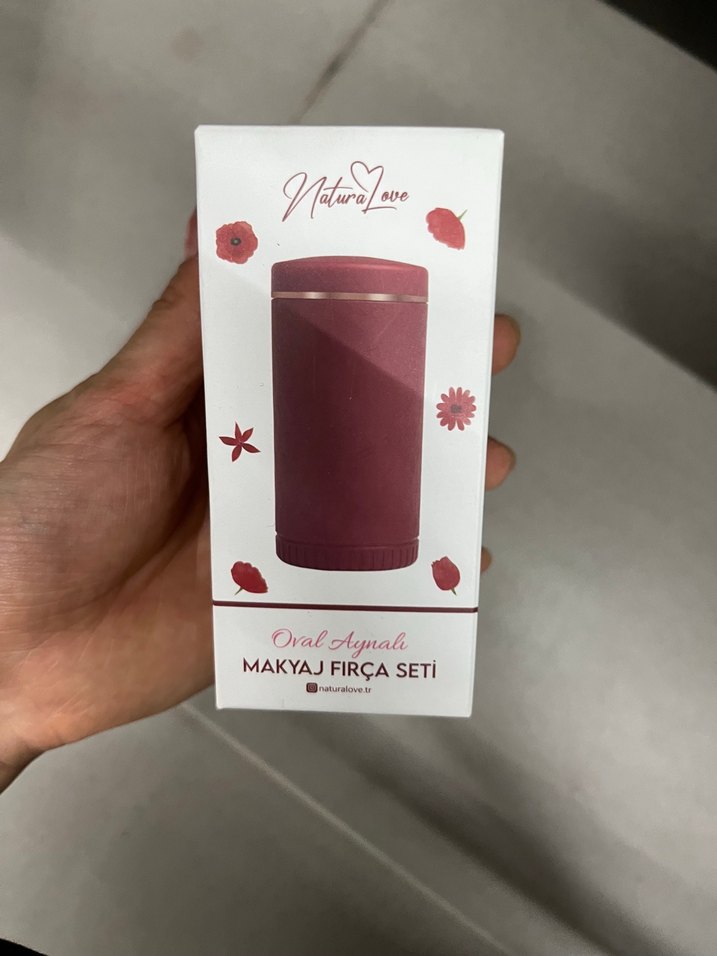 NaturaLove
Oval Aynalı
MAKYAJ FIRÇA SETİ
naturalove.tr